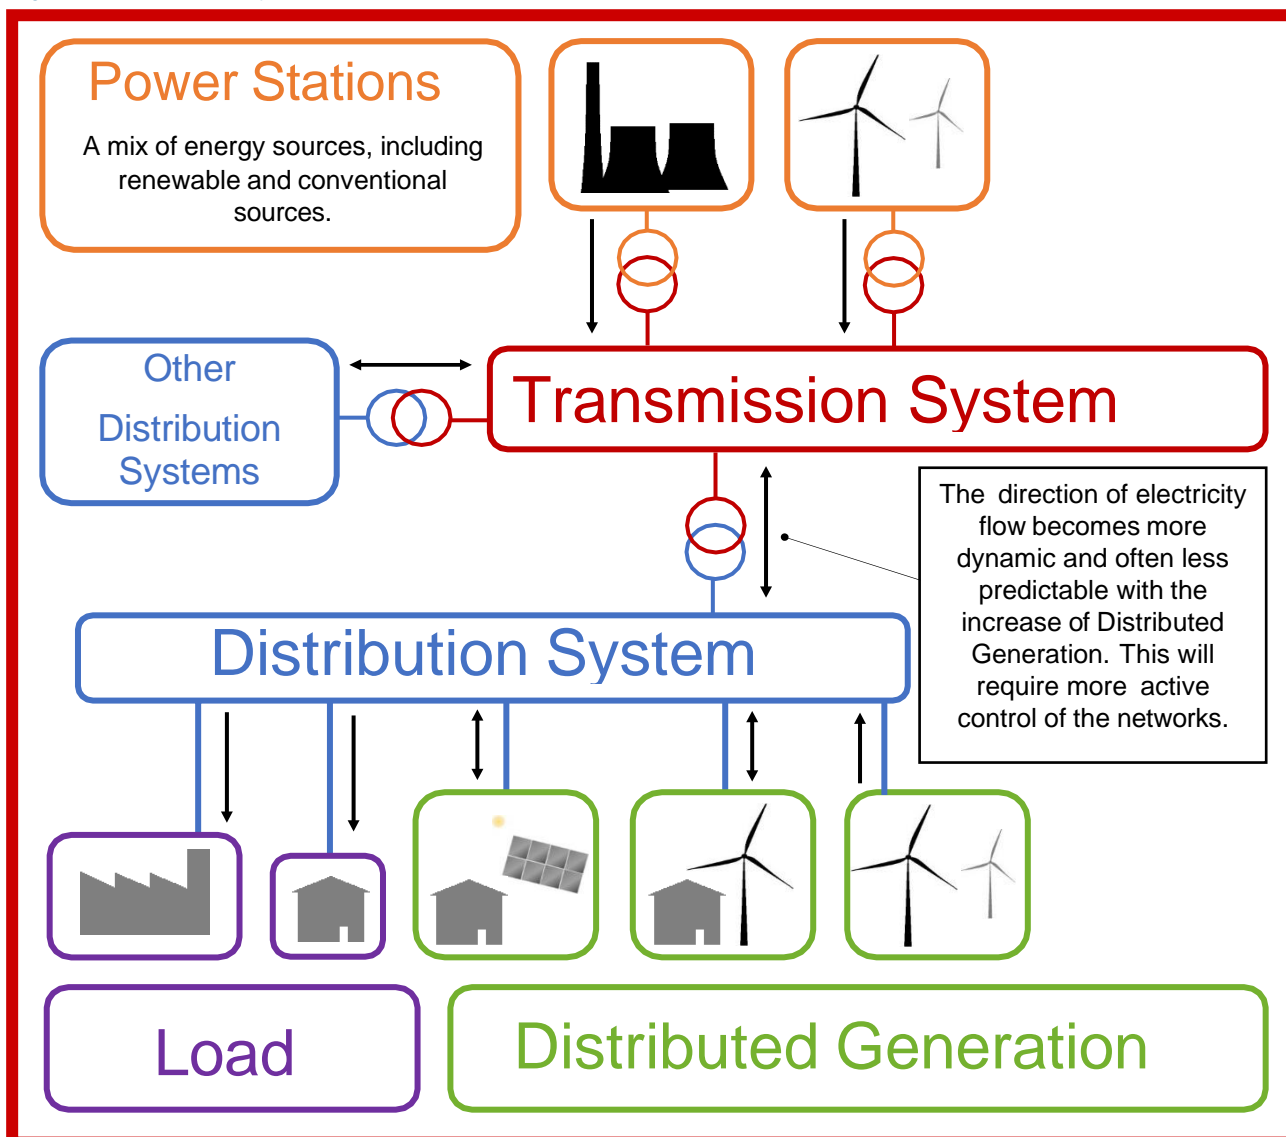 Power Stations
A mix of energy sources, including
renewable and conventional
sources.
Other
Distribution
Systems
Transmission System
The direction of electricity
flow becomes more
dynamic and often less
predictable with the
increase of Distributed
Generation. This will
require more active
control of the networks.
Distribution System
Load
Distributed Generation